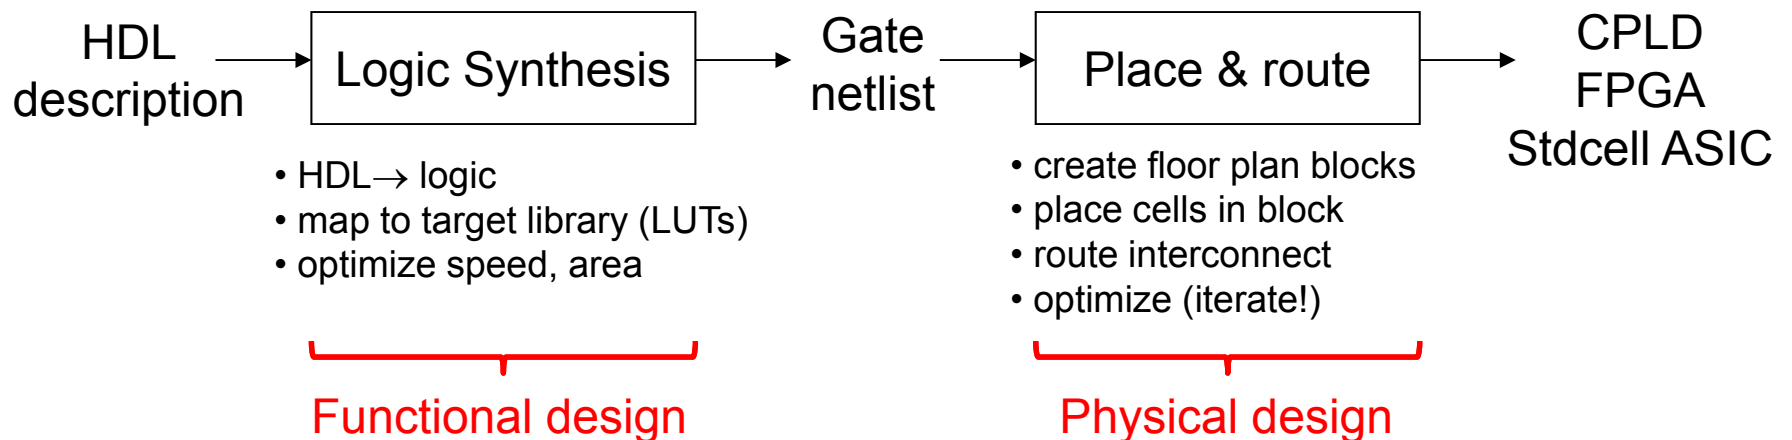 HDL
description
Logic Synthesis
Gate
netlist
Place & route
CPLD
FPGA
Stdcell ASIC
• HDL→ logic
• map to target library (LUTs)
• optimize speed, area
• create floor plan blocks
• place cells in block
• route interconnect
• optimize (iterate!)
Functional design
Physical design